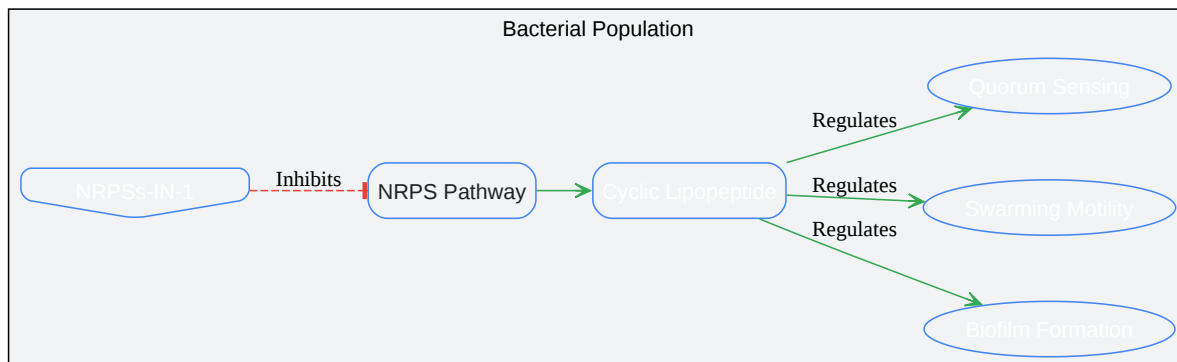 Bacterial Population
NRPSs-IN-1
Inhibits
NRPS Pathway
Cyclic Lipopeptide
Regulates
Regulates
Regulates
Quorum Sensing
Swarming Motility
Biofilm Formation